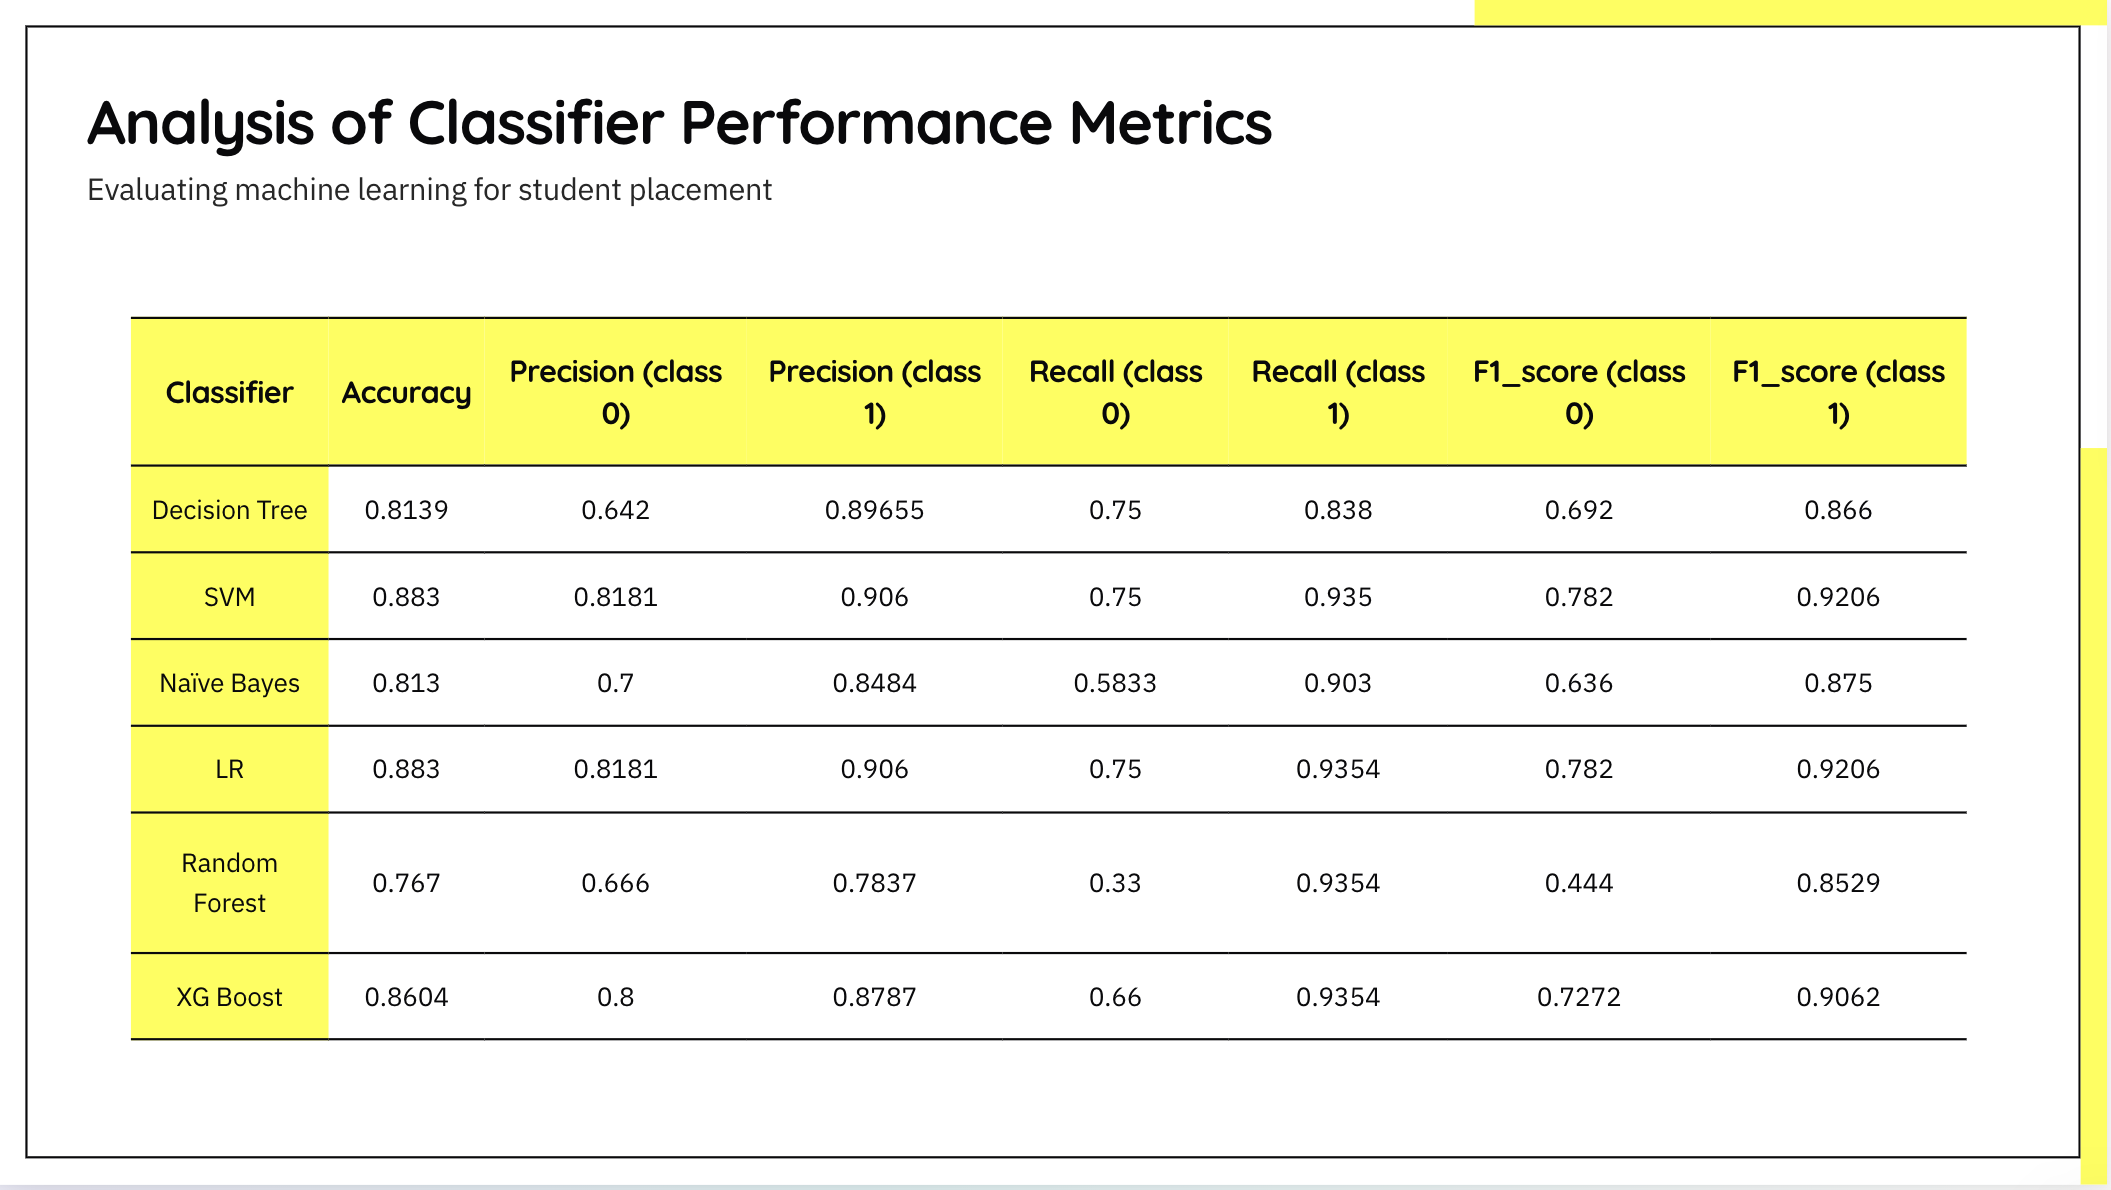 Analysis of Classifier Performance Metrics
Evaluating machine learning for student placement
Classifier Accuracy Precision (class 0) Precision (class 1) Recall (class 0) Recall (class 1) F1_score (class 0) F1_score (class 1)
Decision Tree 0.8139 0.642 0.89655 0.75 0.838 0.692 0.866
SVM 0.883 0.8181 0.906 0.75 0.935 0.782 0.9206
Naïve Bayes 0.813 0.7 0.8484 0.5833 0.903 0.636 0.875
LR 0.883 0.8181 0.906 0.75 0.9354 0.782 0.9206
Random Forest 0.767 0.666 0.7837 0.33 0.9354 0.444 0.8529
XG Boost 0.8604 0.8 0.8787 0.66 0.9354 0.7272 0.9062